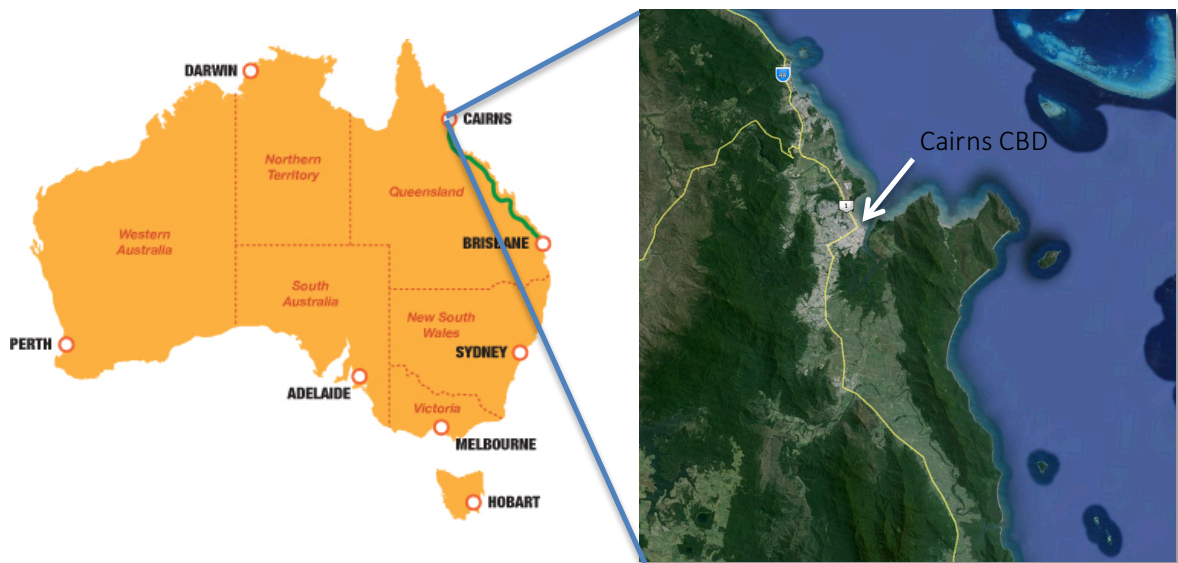 DARWIN
CAIRNS
Northern
Territory
Queensland
Western
Australia
BRISBANE
South
Australia
New South
Wales
PERTH
SYDNEY
ADELAIDE
Victoria
MELBOURNE
HOBART
44
Cairns CBD
1